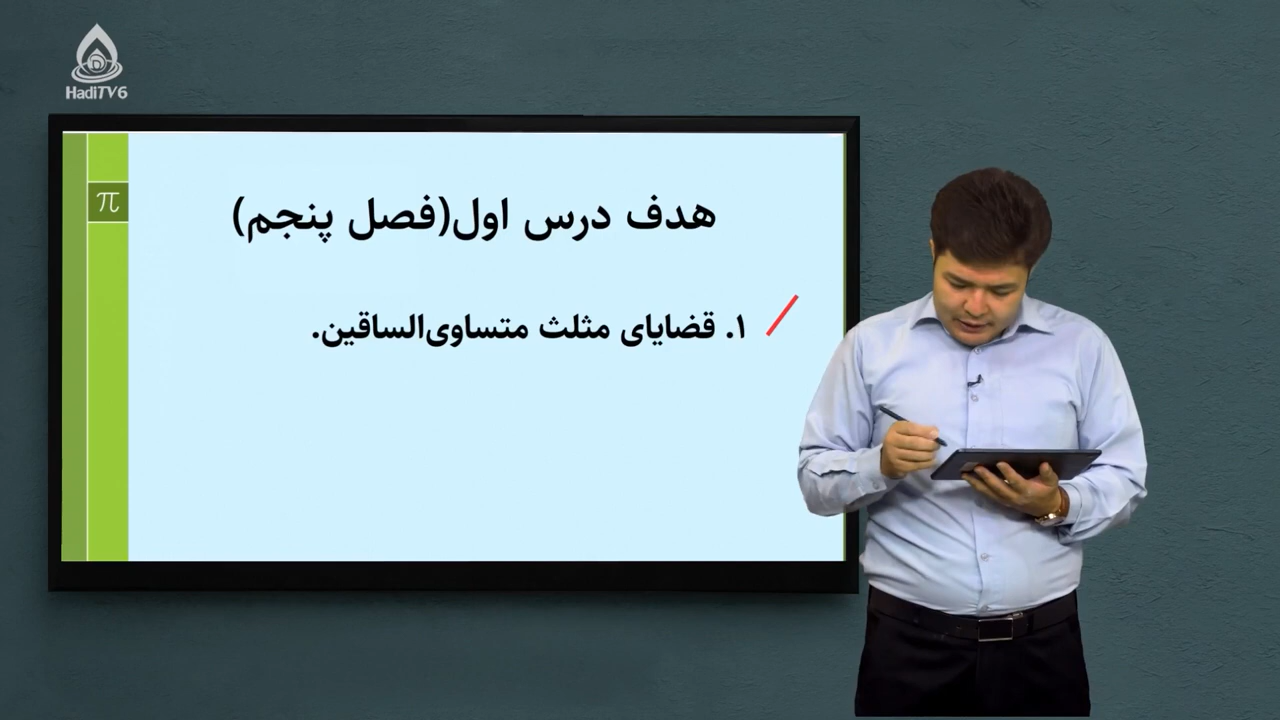 HadiTV6
π
هدف درس اول(فصل پنجم)
۱. قضایای مثلث متساوی‌الساقین.